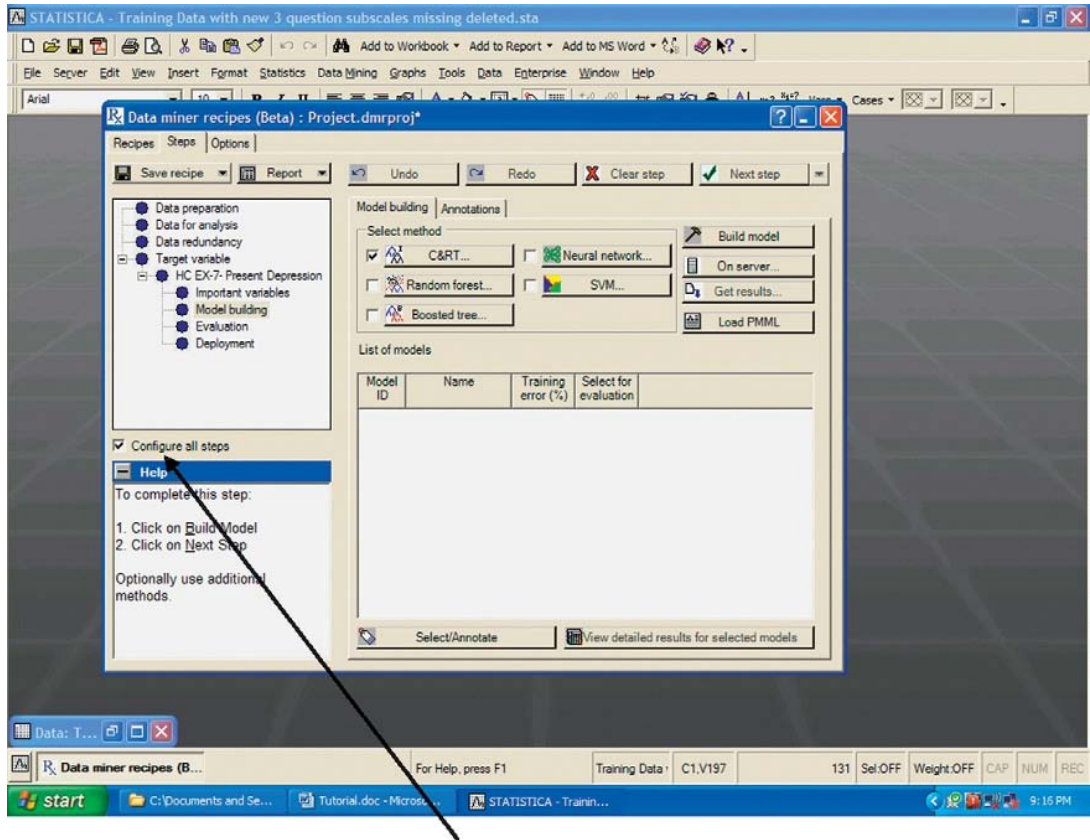 STATISTICA - Training Data with new 3 question subscales missing deleted.sta
Add to Workbook Add to Report Add to MS Word
File Server Edit View Insert Format Statistics Data Mining Graphs Tools Data Enterprise Window Help
Arial 10 B I U Cases
Data miner recipes (Beta) : Project.dmrproj*
Recipes Steps Options
Save recipe Report Undo Redo Clear step Next step
Data preparation
Data for analysis
Data redundancy
Target variable
HC EX-7- Present Depression
Important variables
Model building
Evaluation
Deployment
Configure all steps
Help
To complete this step:
1. Click on Build Model
2. Click on Next Step
Optionally use additional
methods.
Model building Annotations
Select method
C&RT... Neural network...
Random forest... SVM...
Boosted tree...
Build model
On server...
Get results...
Load PMML
List of models
Model ID Name Training error (%) Select for evaluation
Select/Annotate View detailed results for selected models
Data: T...
Data miner recipes (B... For Help, press F1 Training Data C1,V197 131 Sel:OFF Weight:OFF CAP NUM REC
start C:\Documents and Se... Tutorial.doc - Microso... STATISTICA - Trainin... 9:16 PM